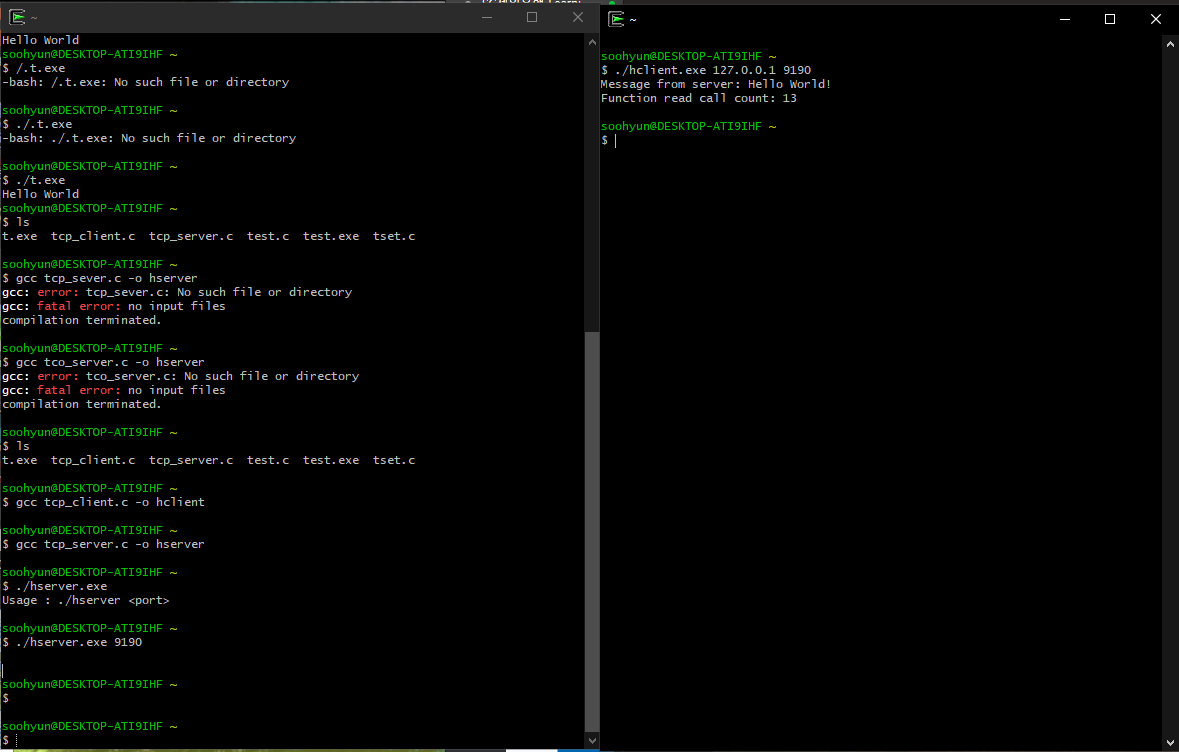 ~
Hello World
soohyun@DESKTOP-ATI9IHF ~
$ /.t.exe
-bash: /.t.exe: No such file or directory
soohyun@DESKTOP-ATI9IHF ~
$ ./.t.exe
-bash: ./.t.exe: No such file or directory
soohyun@DESKTOP-ATI9IHF ~
$ ./t.exe
Hello World
soohyun@DESKTOP-ATI9IHF ~
$ ls
t.exe  tcp_client.c  tcp_server.c  test.c  test.exe  tset.c
soohyun@DESKTOP-ATI9IHF ~
$ gcc tcp_sever.c -o hserver
gcc: error: tcp_sever.c: No such file or directory
gcc: fatal error: no input files
compilation terminated.
soohyun@DESKTOP-ATI9IHF ~
$ gcc tco_server.c -o hserver
gcc: error: tco_server.c: No such file or directory
gcc: fatal error: no input files
compilation terminated.
soohyun@DESKTOP-ATI9IHF ~
$ ls
t.exe  tcp_client.c  tcp_server.c  test.c  test.exe  tset.c
soohyun@DESKTOP-ATI9IHF ~
$ gcc tcp_client.c -o hclient
soohyun@DESKTOP-ATI9IHF ~
$ gcc tcp_server.c -o hserver
soohyun@DESKTOP-ATI9IHF ~
$ ./hserver.exe
Usage : ./hserver <port>
soohyun@DESKTOP-ATI9IHF ~
$ ./hserver.exe 9190
soohyun@DESKTOP-ATI9IHF ~
$
soohyun@DESKTOP-ATI9IHF ~
$
~
soohyun@DESKTOP-ATI9IHF ~
$ ./hclient.exe 127.0.0.1 9190
Message from server: Hello World!
Function read call count: 13
soohyun@DESKTOP-ATI9IHF ~
$